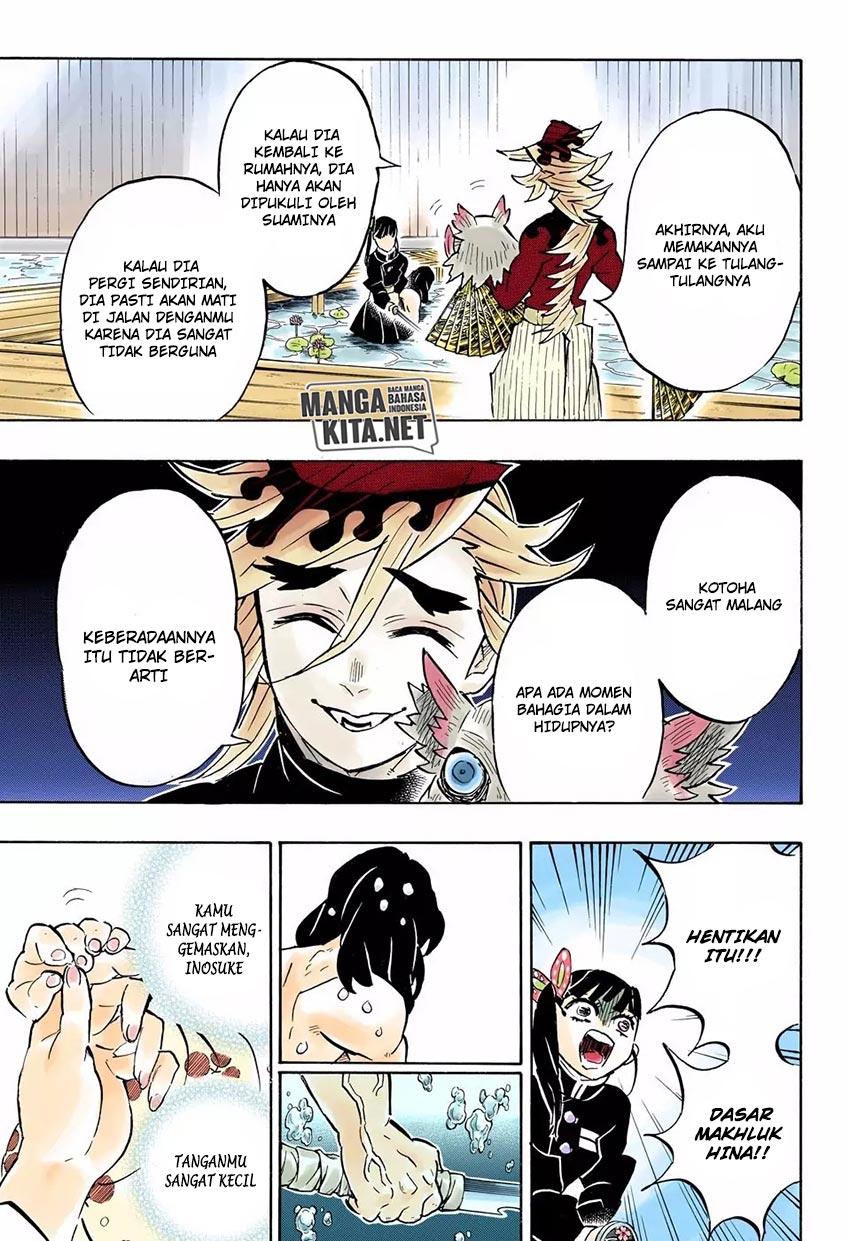 AKHIRNYA, AKU
MEMAKANNYA
SAMPAI KE TULANG-
TULANGNYA
KALAU DIA
KEMBALI KE
RUMAHNYA, DIA
HANYA AKAN
DIPUKULI OLEH
SUAMINYA
KALAU DIA
PERGI SENDIRIAN,
DIA PASTI AKAN MATI
DI JALAN DENGANMU
KARENA DIA SANGAT
TIDAK BERGUNA
MANGA
KITA.NET
BACA MANGA
BAHASA
INDONESIA
KOTOHA
SANGAT MALANG
APA ADA MOMEN
BAHAGIA DALAM
HIDUPNYA?
KEBERADAANNYA
ITU TIDAK BER-
ARTI
HENTIKAN
ITU!!!
DASAR
MAKHLUK
HINA!!
KAMU
SANGAT MENG-
GEMASKAN,
INOSUKE
TANGANMU
SANGAT KECIL